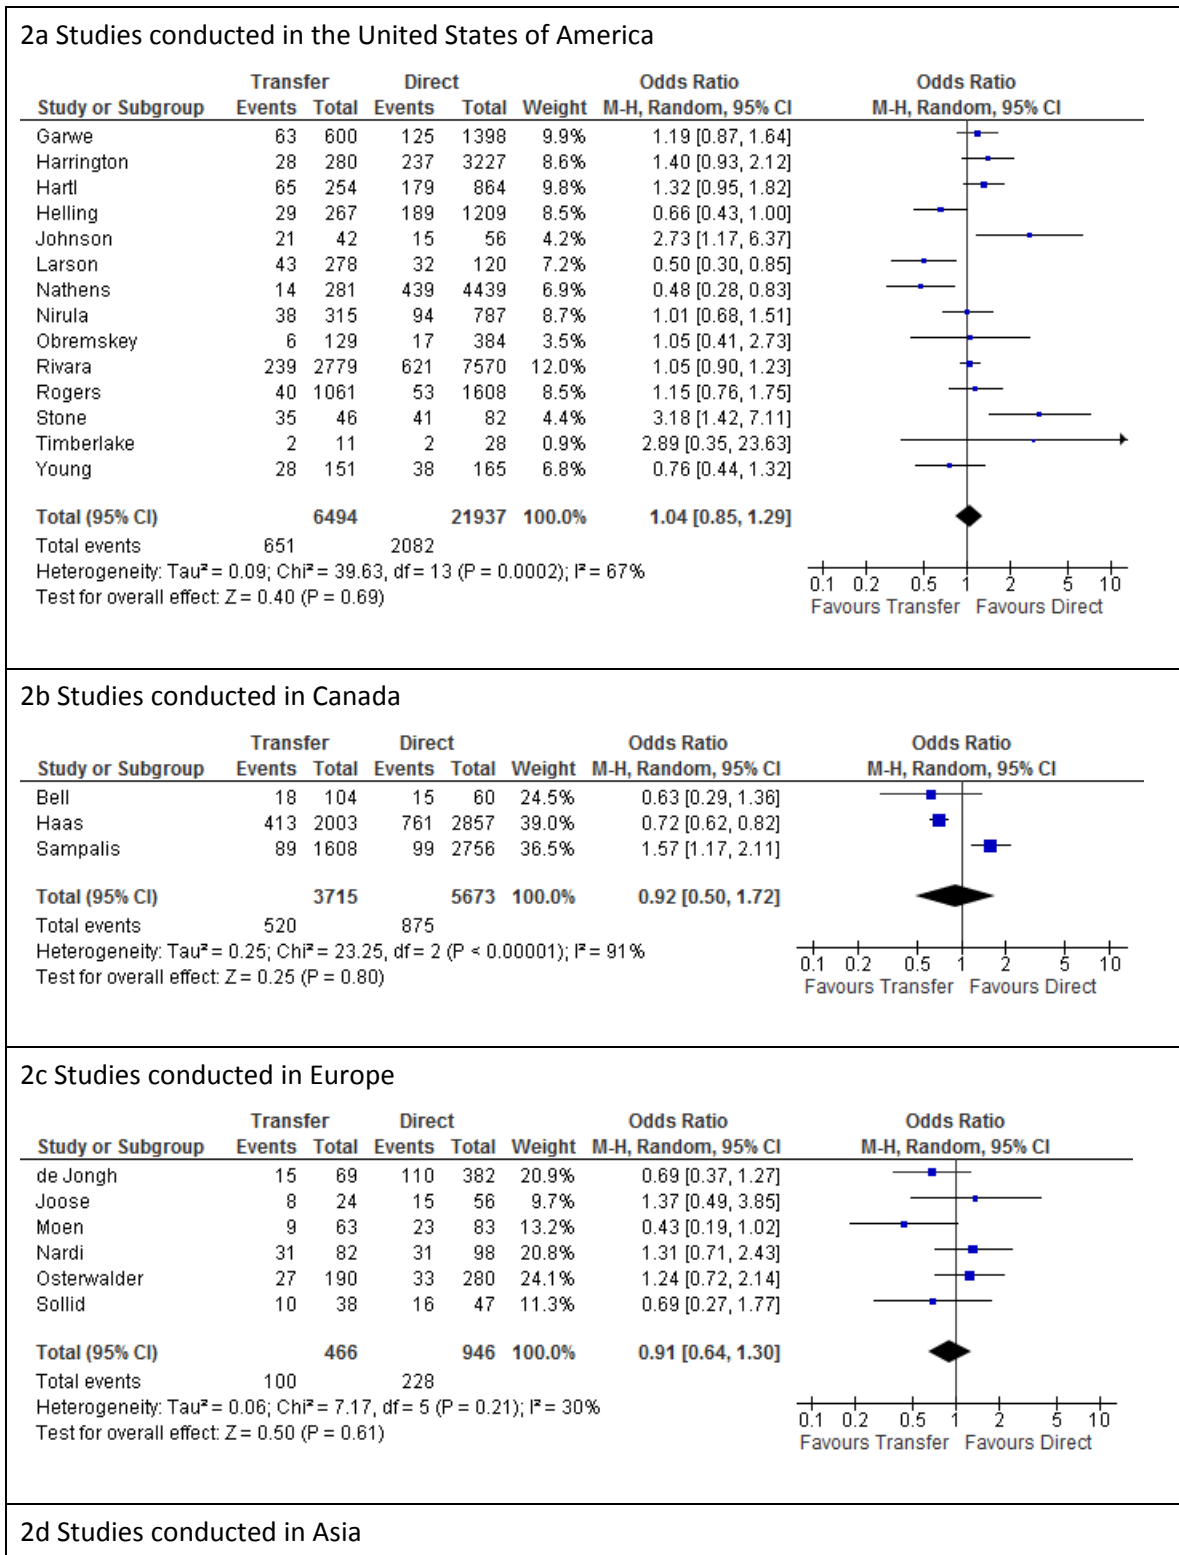 2a Studies conducted in the United States of America
Transfer Direct Odds Ratio Odds Ratio
Study or Subgroup Events Total Events Total Weight M-H, Random, 95% CI M-H, Random, 95% CI
Garwe 63 600 125 1398 9.9% 1.19 [0.87, 1.64]
Harrington 28 280 237 3227 8.6% 1.40 [0.93, 2.12]
Hartl 65 254 179 864 9.8% 1.32 [0.95, 1.82]
Helling 29 267 189 1209 8.5% 0.66 [0.43, 1.00]
Johnson 21 42 15 56 4.2% 2.73 [1.17, 6.37]
Larson 43 278 32 120 7.2% 0.50 [0.30, 0.85]
Nathens 14 281 439 4439 6.9% 0.48 [0.28, 0.83]
Nirula 38 315 94 787 8.7% 1.01 [0.68, 1.51]
Obremskey 6 129 17 384 3.5% 1.05 [0.41, 2.73]
Rivara 239 2779 621 7570 12.0% 1.05 [0.90, 1.23]
Rogers 40 1061 53 1608 8.5% 1.15 [0.76, 1.75]
Stone 35 46 41 82 4.4% 3.18 [1.42, 7.11]
Timberlake 2 11 2 28 0.9% 2.89 [0.35, 23.63]
Young 28 151 38 165 6.8% 0.76 [0.44, 1.32]
Total (95% CI) 6494 21937 100.0% 1.04 [0.85, 1.29]
Total events 651 2082
Heterogeneity: Tau² = 0.09; Chi² = 39.63, df = 13 (P = 0.0002); I² = 67%
Test for overall effect: Z = 0.40 (P = 0.69)
0.1 0.2 0.5 1 2 5 10
Favours Transfer Favours Direct
2b Studies conducted in Canada
Transfer Direct Odds Ratio Odds Ratio
Study or Subgroup Events Total Events Total Weight M-H, Random, 95% CI M-H, Random, 95% CI
Bell 18 104 15 60 24.5% 0.63 [0.29, 1.36]
Haas 413 2003 761 2857 39.0% 0.72 [0.62, 0.82]
Sampalis 89 1608 99 2756 36.5% 1.57 [1.17, 2.11]
Total (95% CI) 3715 5673 100.0% 0.92 [0.50, 1.72]
Total events 520 875
Heterogeneity: Tau² = 0.25; Chi² = 23.25, df = 2 (P < 0.00001); I² = 91%
Test for overall effect: Z = 0.25 (P = 0.80)
0.1 0.2 0.5 1 2 5 10
Favours Transfer Favours Direct
2c Studies conducted in Europe
Transfer Direct Odds Ratio Odds Ratio
Study or Subgroup Events Total Events Total Weight M-H, Random, 95% CI M-H, Random, 95% CI
de Jongh 15 69 110 382 20.9% 0.69 [0.37, 1.27]
Joose 8 24 15 56 9.7% 1.37 [0.49, 3.85]
Moen 9 63 23 83 13.2% 0.43 [0.19, 1.02]
Nardi 31 82 31 98 20.8% 1.31 [0.71, 2.43]
Osterwalder 27 190 33 280 24.1% 1.24 [0.72, 2.14]
Sollid 10 38 16 47 11.3% 0.69 [0.27, 1.77]
Total (95% CI) 466 946 100.0% 0.91 [0.64, 1.30]
Total events 100 228
Heterogeneity: Tau² = 0.06; Chi² = 7.17, df = 5 (P = 0.21); I² = 30%
Test for overall effect: Z = 0.50 (P = 0.61)
0.1 0.2 0.5 1 2 5 10
Favours Transfer Favours Direct
2d Studies conducted in Asia